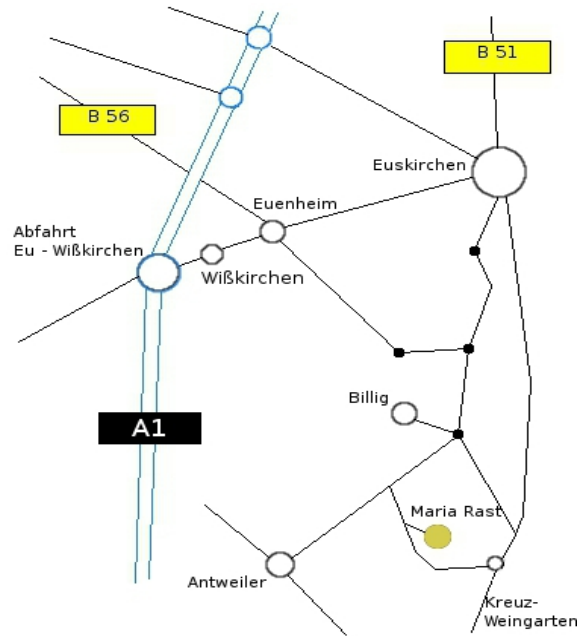 B 51
B 56
Euskirchen
Euenheim
Abfahrt
Eu - Wißkirchen
Wißkirchen
Billig
A1
Maria Rast
Antweiler
Kreuz-
Weingarten